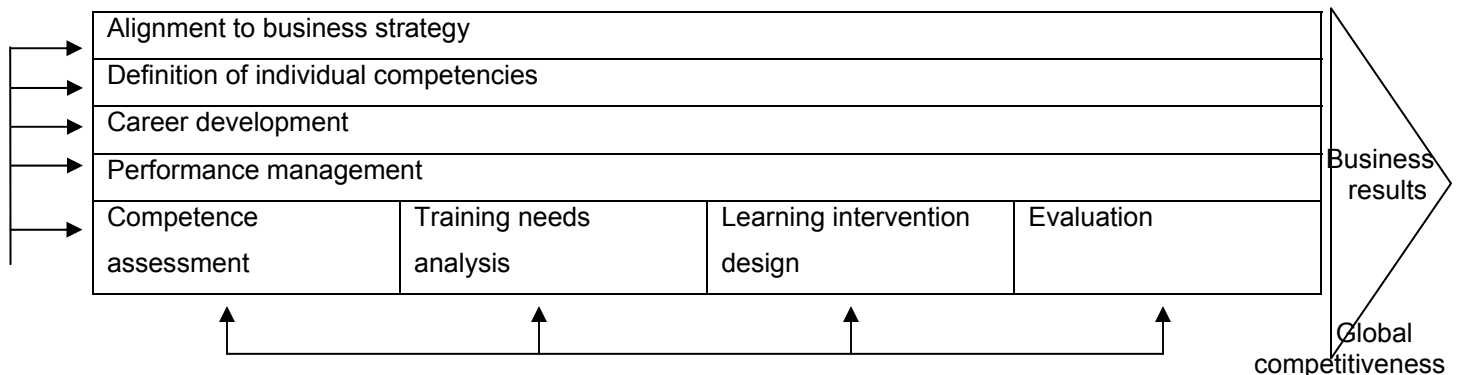 Alignment to business strategy
Definition of individual competencies
Career development
Performance management
Competence
assessment
Training needs
analysis
Learning intervention
design
Evaluation
Business
results
Global
competitiveness